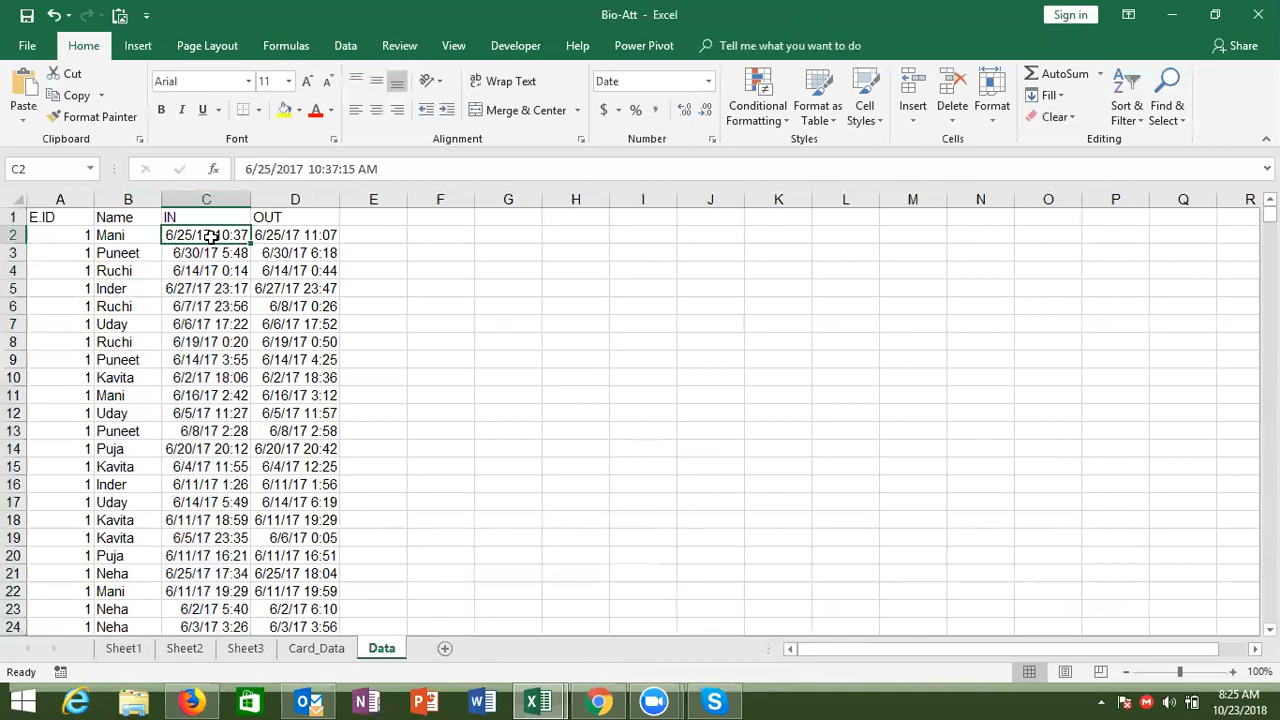 Bio-Att - Excel
Sign in
File Home Insert Page Layout Formulas Data Review View Developer Help Power Pivot Tell me what you want to do Share
Paste
Cut
Copy
Format Painter
Clipboard
Arial 11
B I U
Font
Wrap Text
Merge & Center
Alignment
Date
$ % ,
Number
Conditional Formatting
Format as Table
Cell Styles
Styles
Insert
Delete
Format
Cells
AutoSum
Fill
Clear
Sort & Filter
Find & Select
Editing
C2 fx 6/25/2017 10:37:15 AM
A B C D E F G H I J K L M N O P Q R
1 E.ID Name IN OUT
2 1 Mani 6/25/17 10:37 6/25/17 11:07
3 1 Puneet 6/30/17 5:48 6/30/17 6:18
4 1 Ruchi 6/14/17 0:14 6/14/17 0:44
5 1 Inder 6/27/17 23:17 6/27/17 23:47
6 1 Ruchi 6/7/17 23:56 6/8/17 0:26
7 1 Uday 6/6/17 17:22 6/6/17 17:52
8 1 Ruchi 6/19/17 0:20 6/19/17 0:50
9 1 Puneet 6/14/17 3:55 6/14/17 4:25
10 1 Kavita 6/2/17 18:06 6/2/17 18:36
11 1 Mani 6/16/17 2:42 6/16/17 3:12
12 1 Uday 6/5/17 11:27 6/5/17 11:57
13 1 Puneet 6/8/17 2:28 6/8/17 2:58
14 1 Puja 6/20/17 20:12 6/20/17 20:42
15 1 Kavita 6/4/17 11:55 6/4/17 12:25
16 1 Inder 6/11/17 1:26 6/11/17 1:56
17 1 Uday 6/14/17 5:49 6/14/17 6:19
18 1 Kavita 6/11/17 18:59 6/11/17 19:29
19 1 Kavita 6/5/17 23:35 6/6/17 0:05
20 1 Puja 6/11/17 16:21 6/11/17 16:51
21 1 Neha 6/25/17 17:34 6/25/17 18:04
22 1 Mani 6/11/17 19:29 6/11/17 19:59
23 1 Neha 6/2/17 5:40 6/2/17 6:10
24 1 Neha 6/3/17 3:26 6/3/17 3:56
Sheet1 Sheet2 Sheet3 Card_Data Data
Ready 100%
8:25 AM
10/23/2018